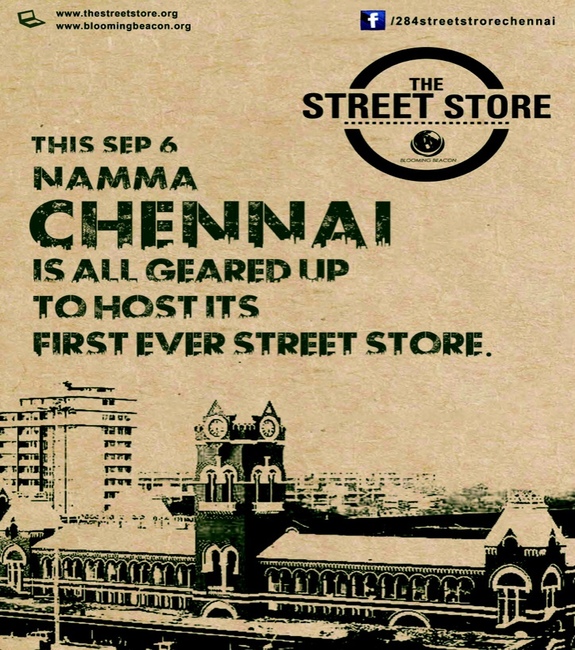 www.thestreetstore.org
www.bloomingbeacon.org
/284streetstrorechennai
THE
STREET STORE
BLOOMING BEACON
THIS SEP 6
NAMMA
CHENNAI
IS ALL GEARED UP
TO HOST ITS
FIRST EVER STREET STORE.